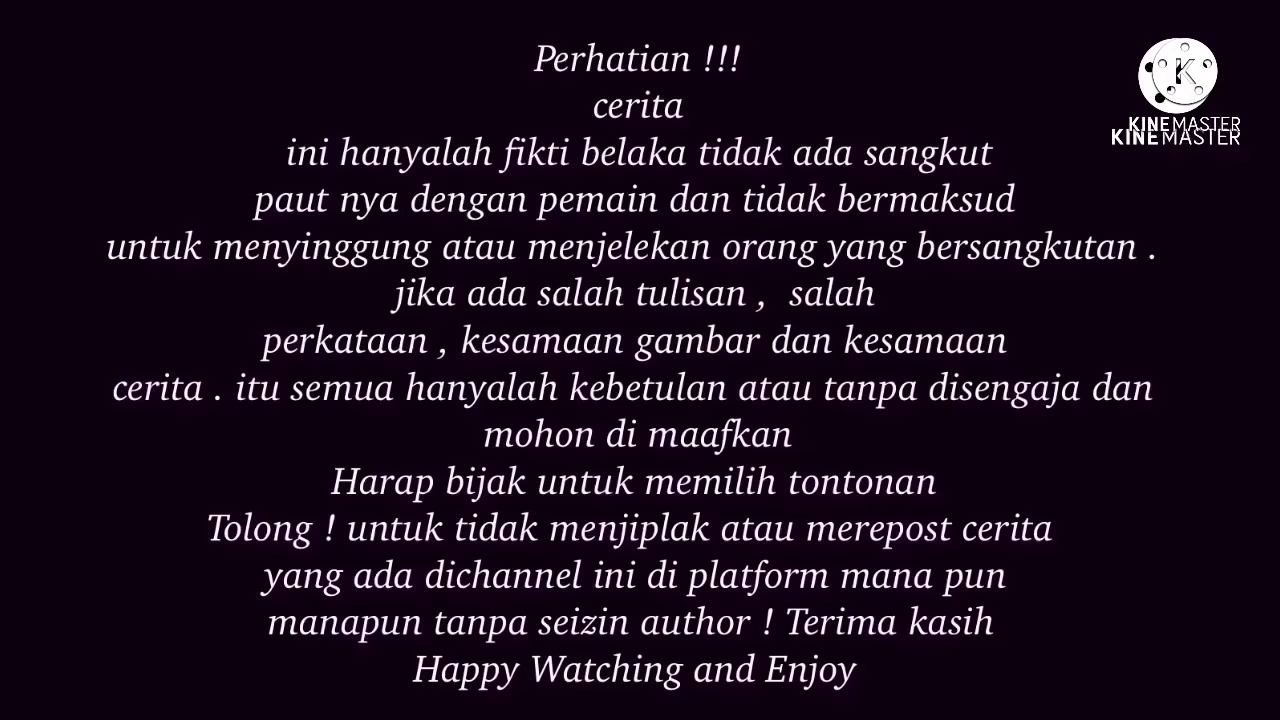 Perhatian !!!
cerita
ini hanyalah fikti belaka tidak ada sangkut
paut nya dengan pemain dan tidak bermaksud
untuk menyinggung atau menjelekan orang yang bersangkutan .
jika ada salah tulisan , salah
perkataan , kesamaan gambar dan kesamaan
cerita . itu semua hanyalah kebetulan atau tanpa disengaja dan
mohon di maafkan
Harap bijak untuk memilih tontonan
Tolong ! untuk tidak menjiplak atau merepost cerita
yang ada dichannel ini di platform mana pun
manapun tanpa seizin author ! Terima kasih
Happy Watching and Enjoy
K
KINEMASTER
KINEMASTER